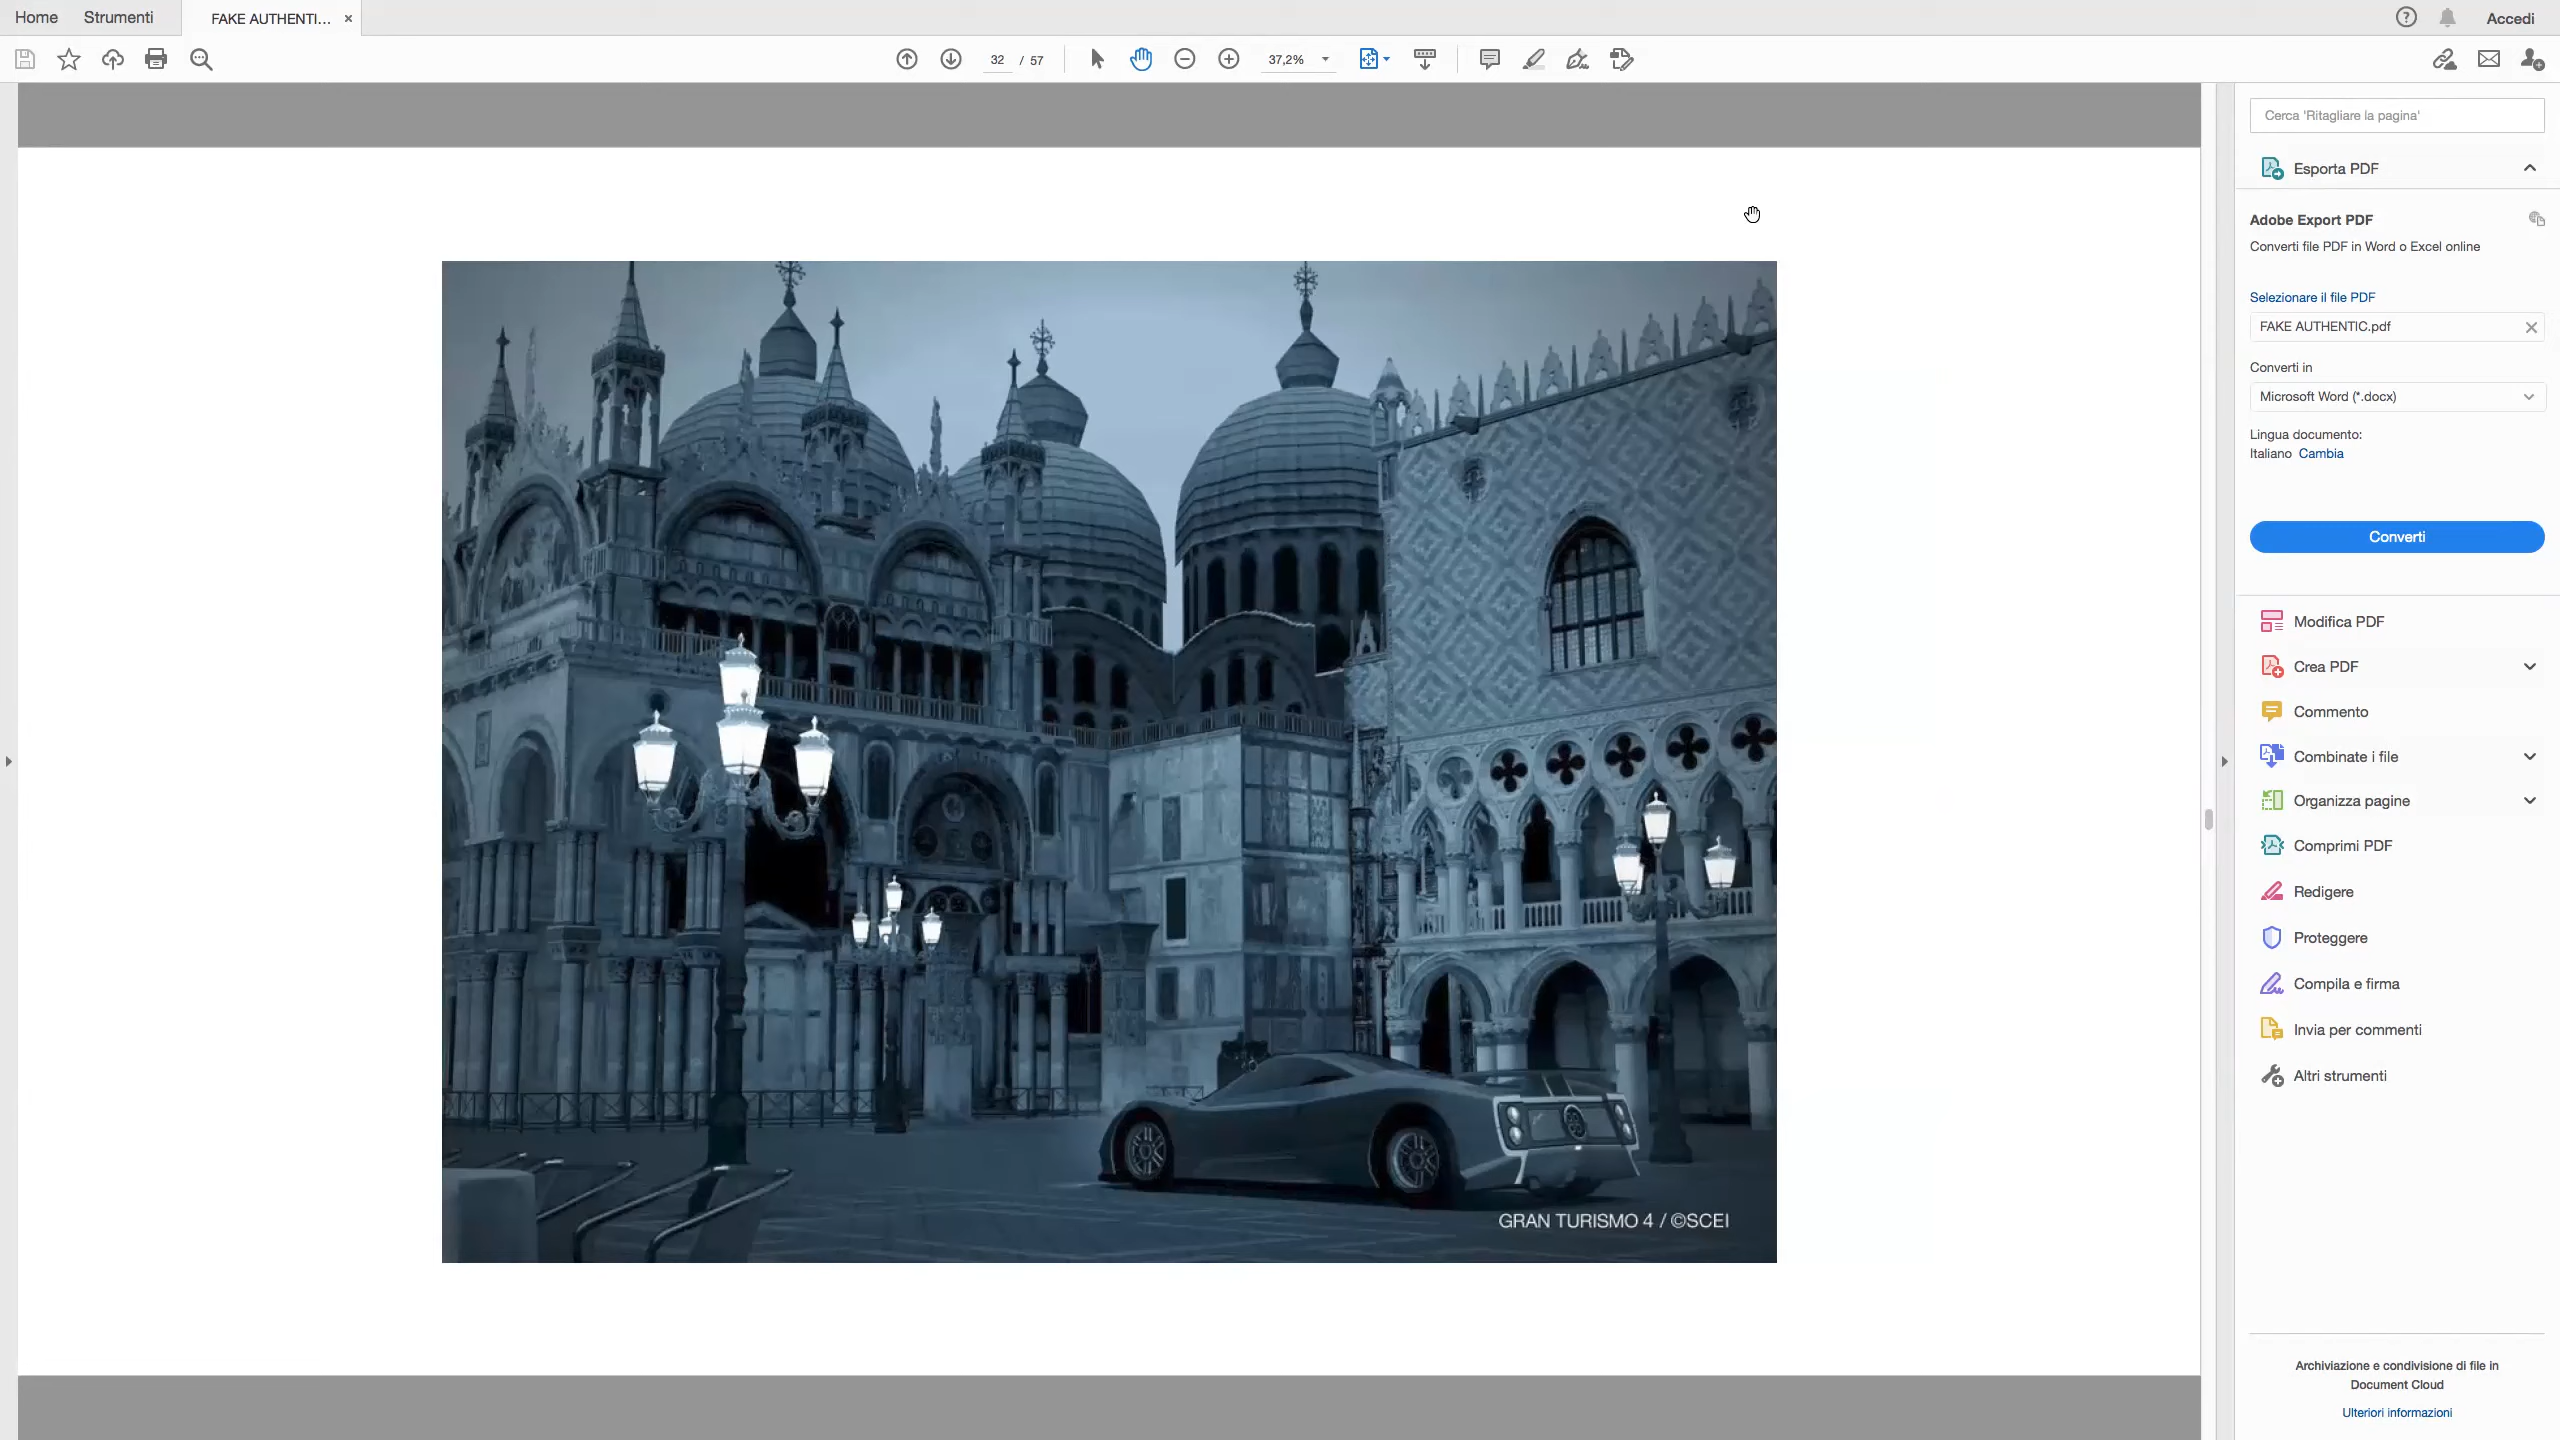 Home Strumenti FAKE AUTHENTI... × Accedi
32 / 57 37,2%
Cerca 'Ritagliare la pagina'
Esporta PDF
Adobe Export PDF
Converti file PDF in Word o Excel online
Selezionare il file PDF
FAKE AUTHENTIC.pdf
Converti in
Microsoft Word (*.docx)
Lingua documento:
Italiano Cambia
Converti
Modifica PDF
Crea PDF
Commento
Combinate i file
Organizza pagine
Comprimi PDF
Redigere
Proteggere
Compila e firma
Invia per commenti
Altri strumenti
GRAN TURISMO 4 / ©SCEI
Archiviazione e condivisione di file in
Document Cloud
Ulteriori informazioni